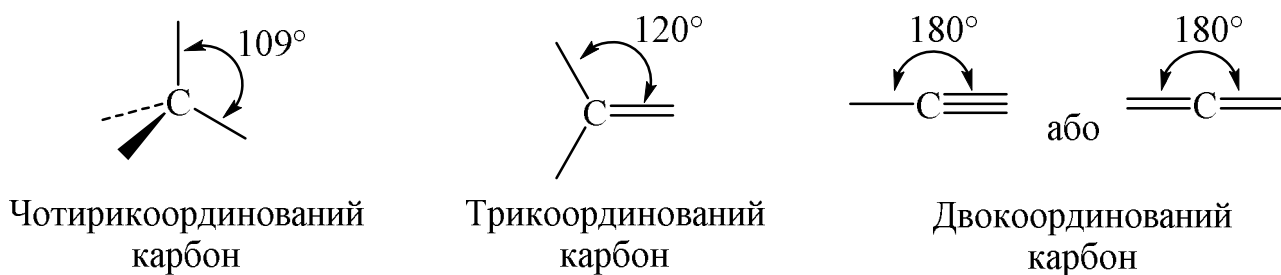 109°
120°
180°
180°
C
C
C
або
C
Чотирикоординований
карбон
Трикоординований
карбон
Двокоординований
карбон